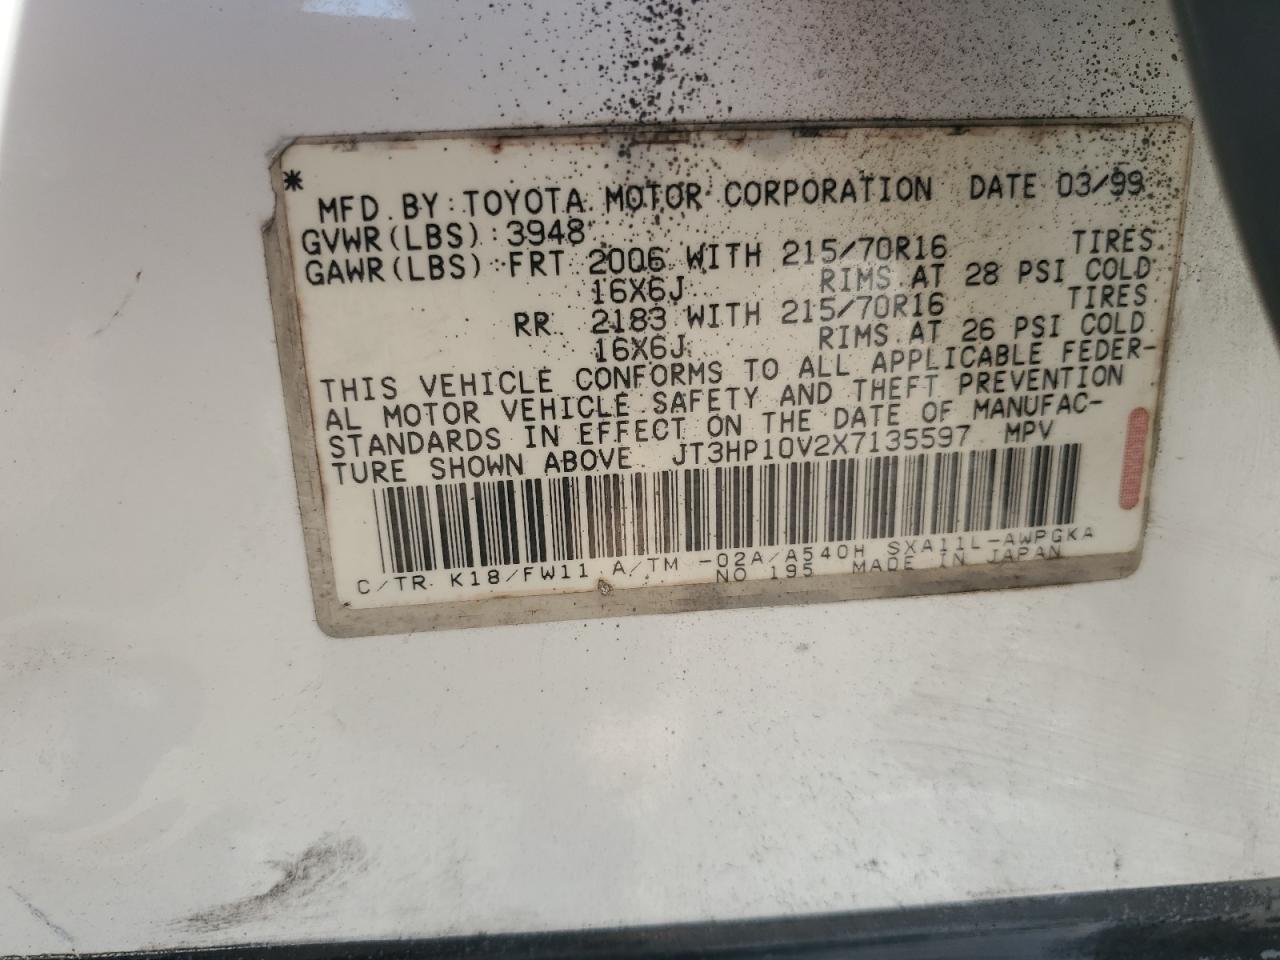 *
MFD. BY: TOYOTA MOTOR CORPORATION DATE 03/99
GVWR(LBS): 3948
GAWR(LBS): FRT 2006 WITH 215/70R16 TIRES
16X6J RIMS AT 28 PSI COLD
RR 2183 WITH 215/70R16 TIRES
16X6J RIMS AT 26 PSI COLD
THIS VEHICLE CONFORMS TO ALL APPLICABLE FEDER-
AL MOTOR VEHICLE SAFETY AND THEFT PREVENTION
STANDARDS IN EFFECT ON THE DATE OF MANUFAC-
TURE SHOWN ABOVE JT3HP10V2X7135597 MPV
C/TR K18/FW11 A/TM -02A/A540H SXA11L-AWPGKA
NO 195 MADE IN JAPAN